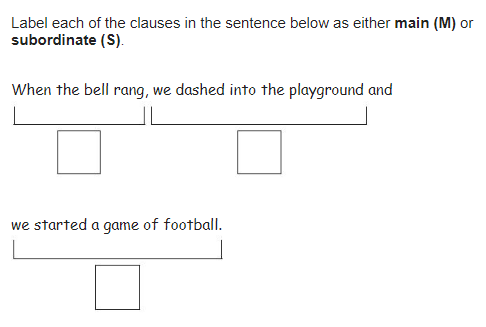 Label each of the clauses in the sentence below as either main (M) or
subordinate (S).
When the bell rang, we dashed into the playground and
we started a game of football.